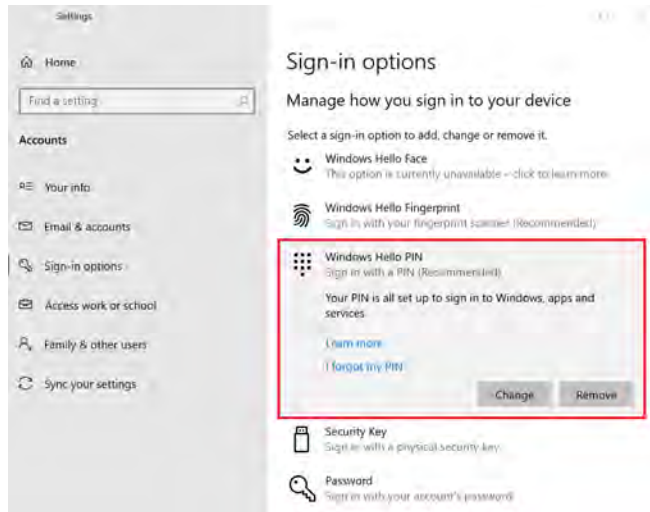 Settings
Home
Find a setting
Accounts
Your info
Email & accounts
Sign-in options
Access work or school
Family & other users
Sync your settings
Sign-in options
Manage how you sign in to your device
Select a sign-in option to add, change or remove it.
Windows Hello Face
This option is currently unavailable – click to learn more
Windows Hello Fingerprint
Sign in with your fingerprint scanner (Recommended)
Windows Hello PIN
Sign in with a PIN (Recommended)
Your PIN is all set up to sign in to Windows, apps and
services
Learn more
I forgot my PIN
Change Remove
Security Key
Sign in with a physical security key
Password
Sign in with your account's password